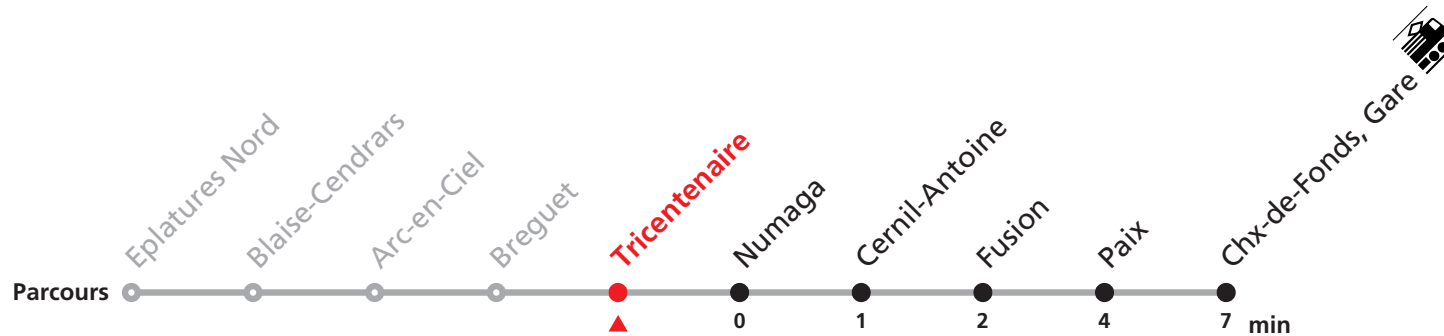 Eplatures Nord
Blaise-Cendrars
Arc-en-Ciel
Breguet
Tricentenaire
Numaga
Cernil-Antoine
Fusion
Paix
Chx-de-Fonds, Gare
Parcours
0 1 2 4 7 min